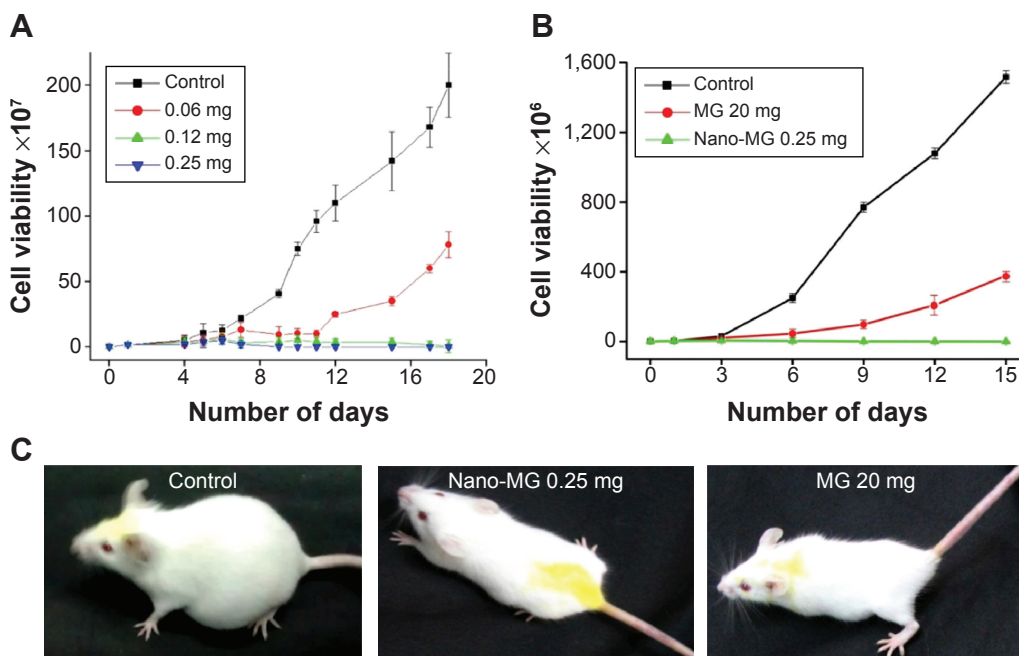 A
Cell viability ×10⁷
200
150
100
50
0
Control
0.06 mg
0.12 mg
0.25 mg
0 4 8 12 16 20
Number of days
B
Cell viability ×10⁶
1,600
1,200
800
400
0
Control
MG 20 mg
Nano-MG 0.25 mg
0 3 6 9 12 15
Number of days
C
Control
Nano-MG 0.25 mg
MG 20 mg